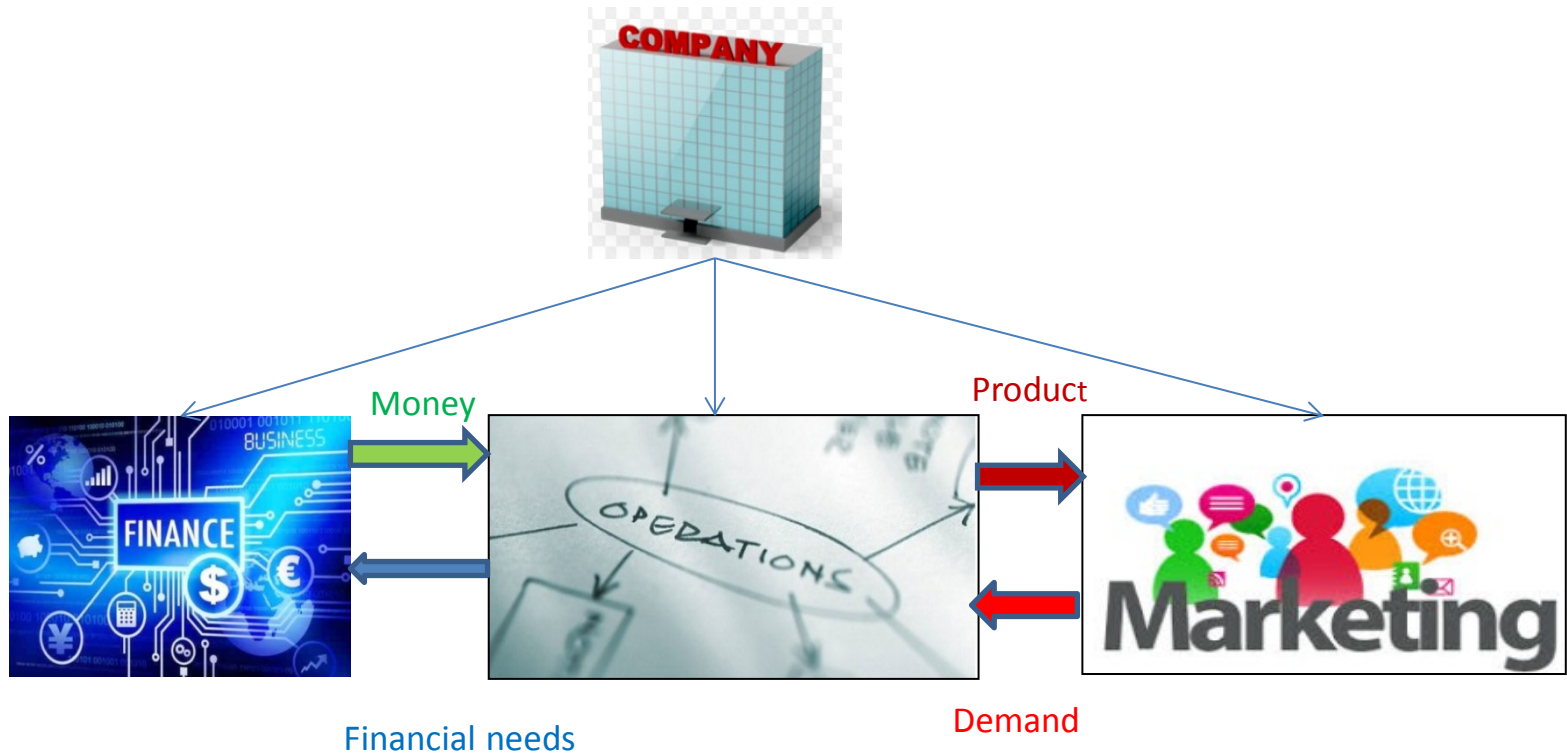 COMPANY
Money
Product
BUSINESS
FINANCE
$
€
¥
%
OPERATIONS
Marketing
Financial needs
Demand